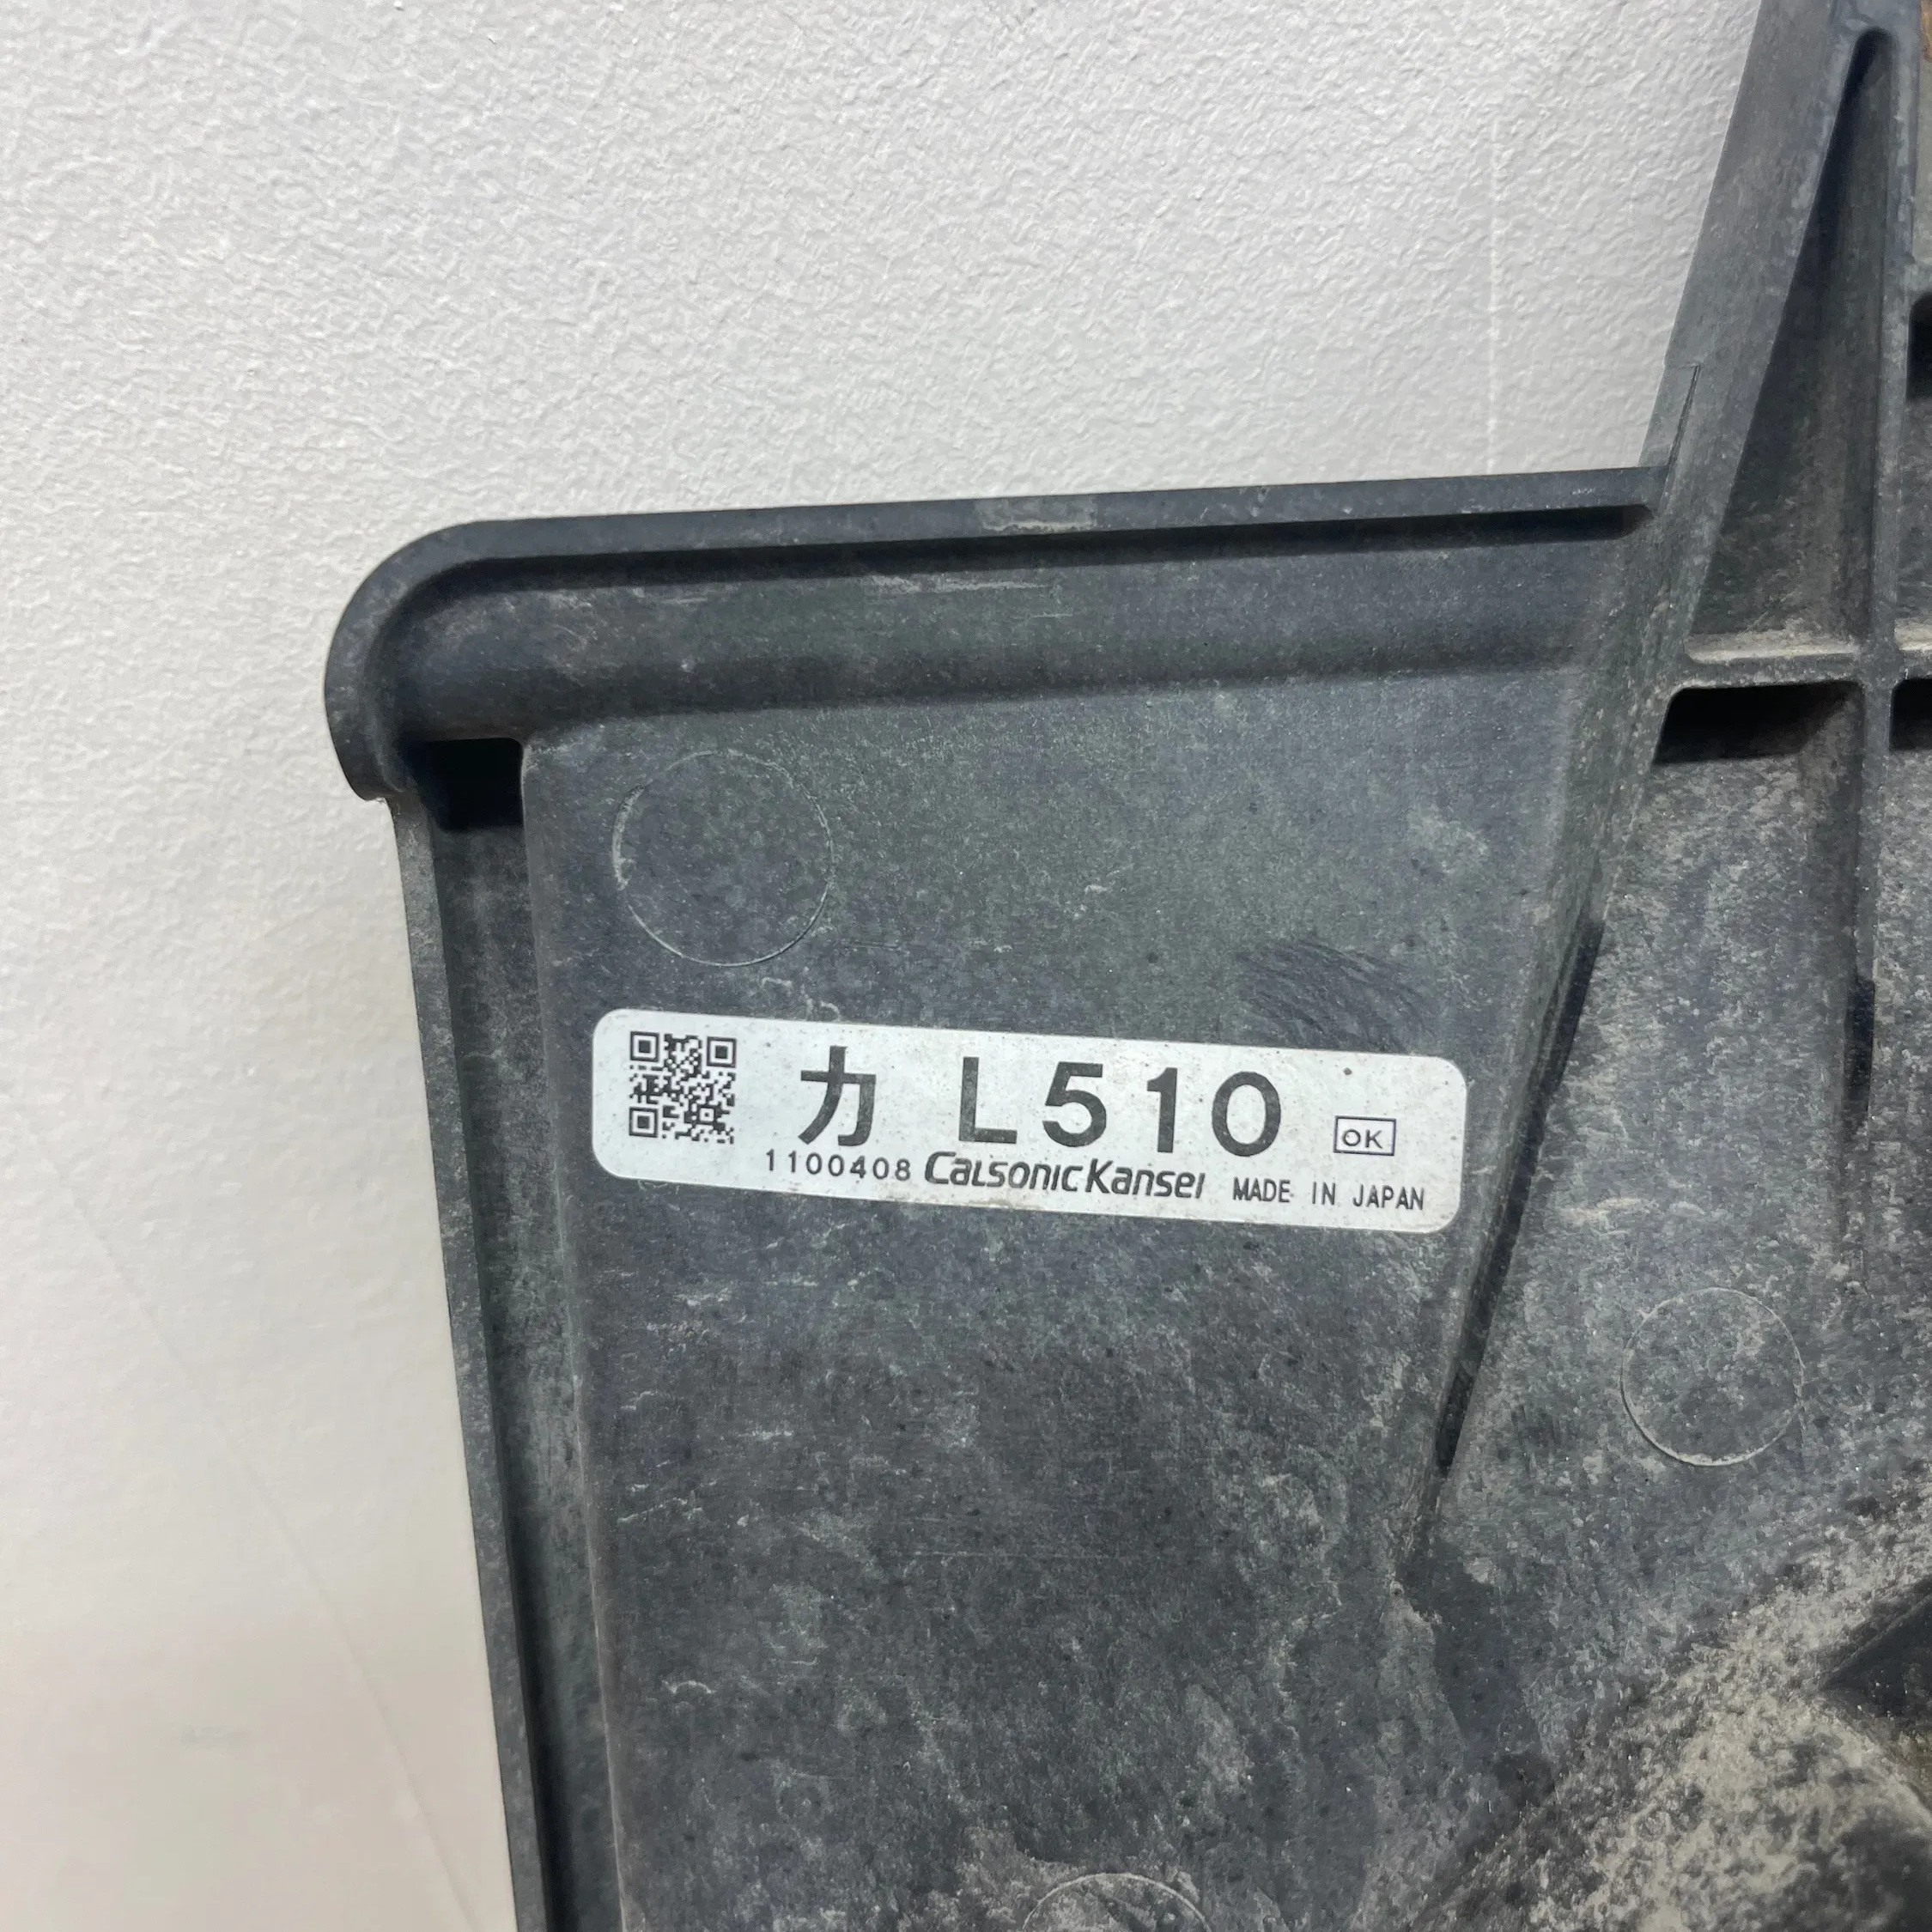 カ L510 OK
1100408 CalsonicKansei MADE IN JAPAN